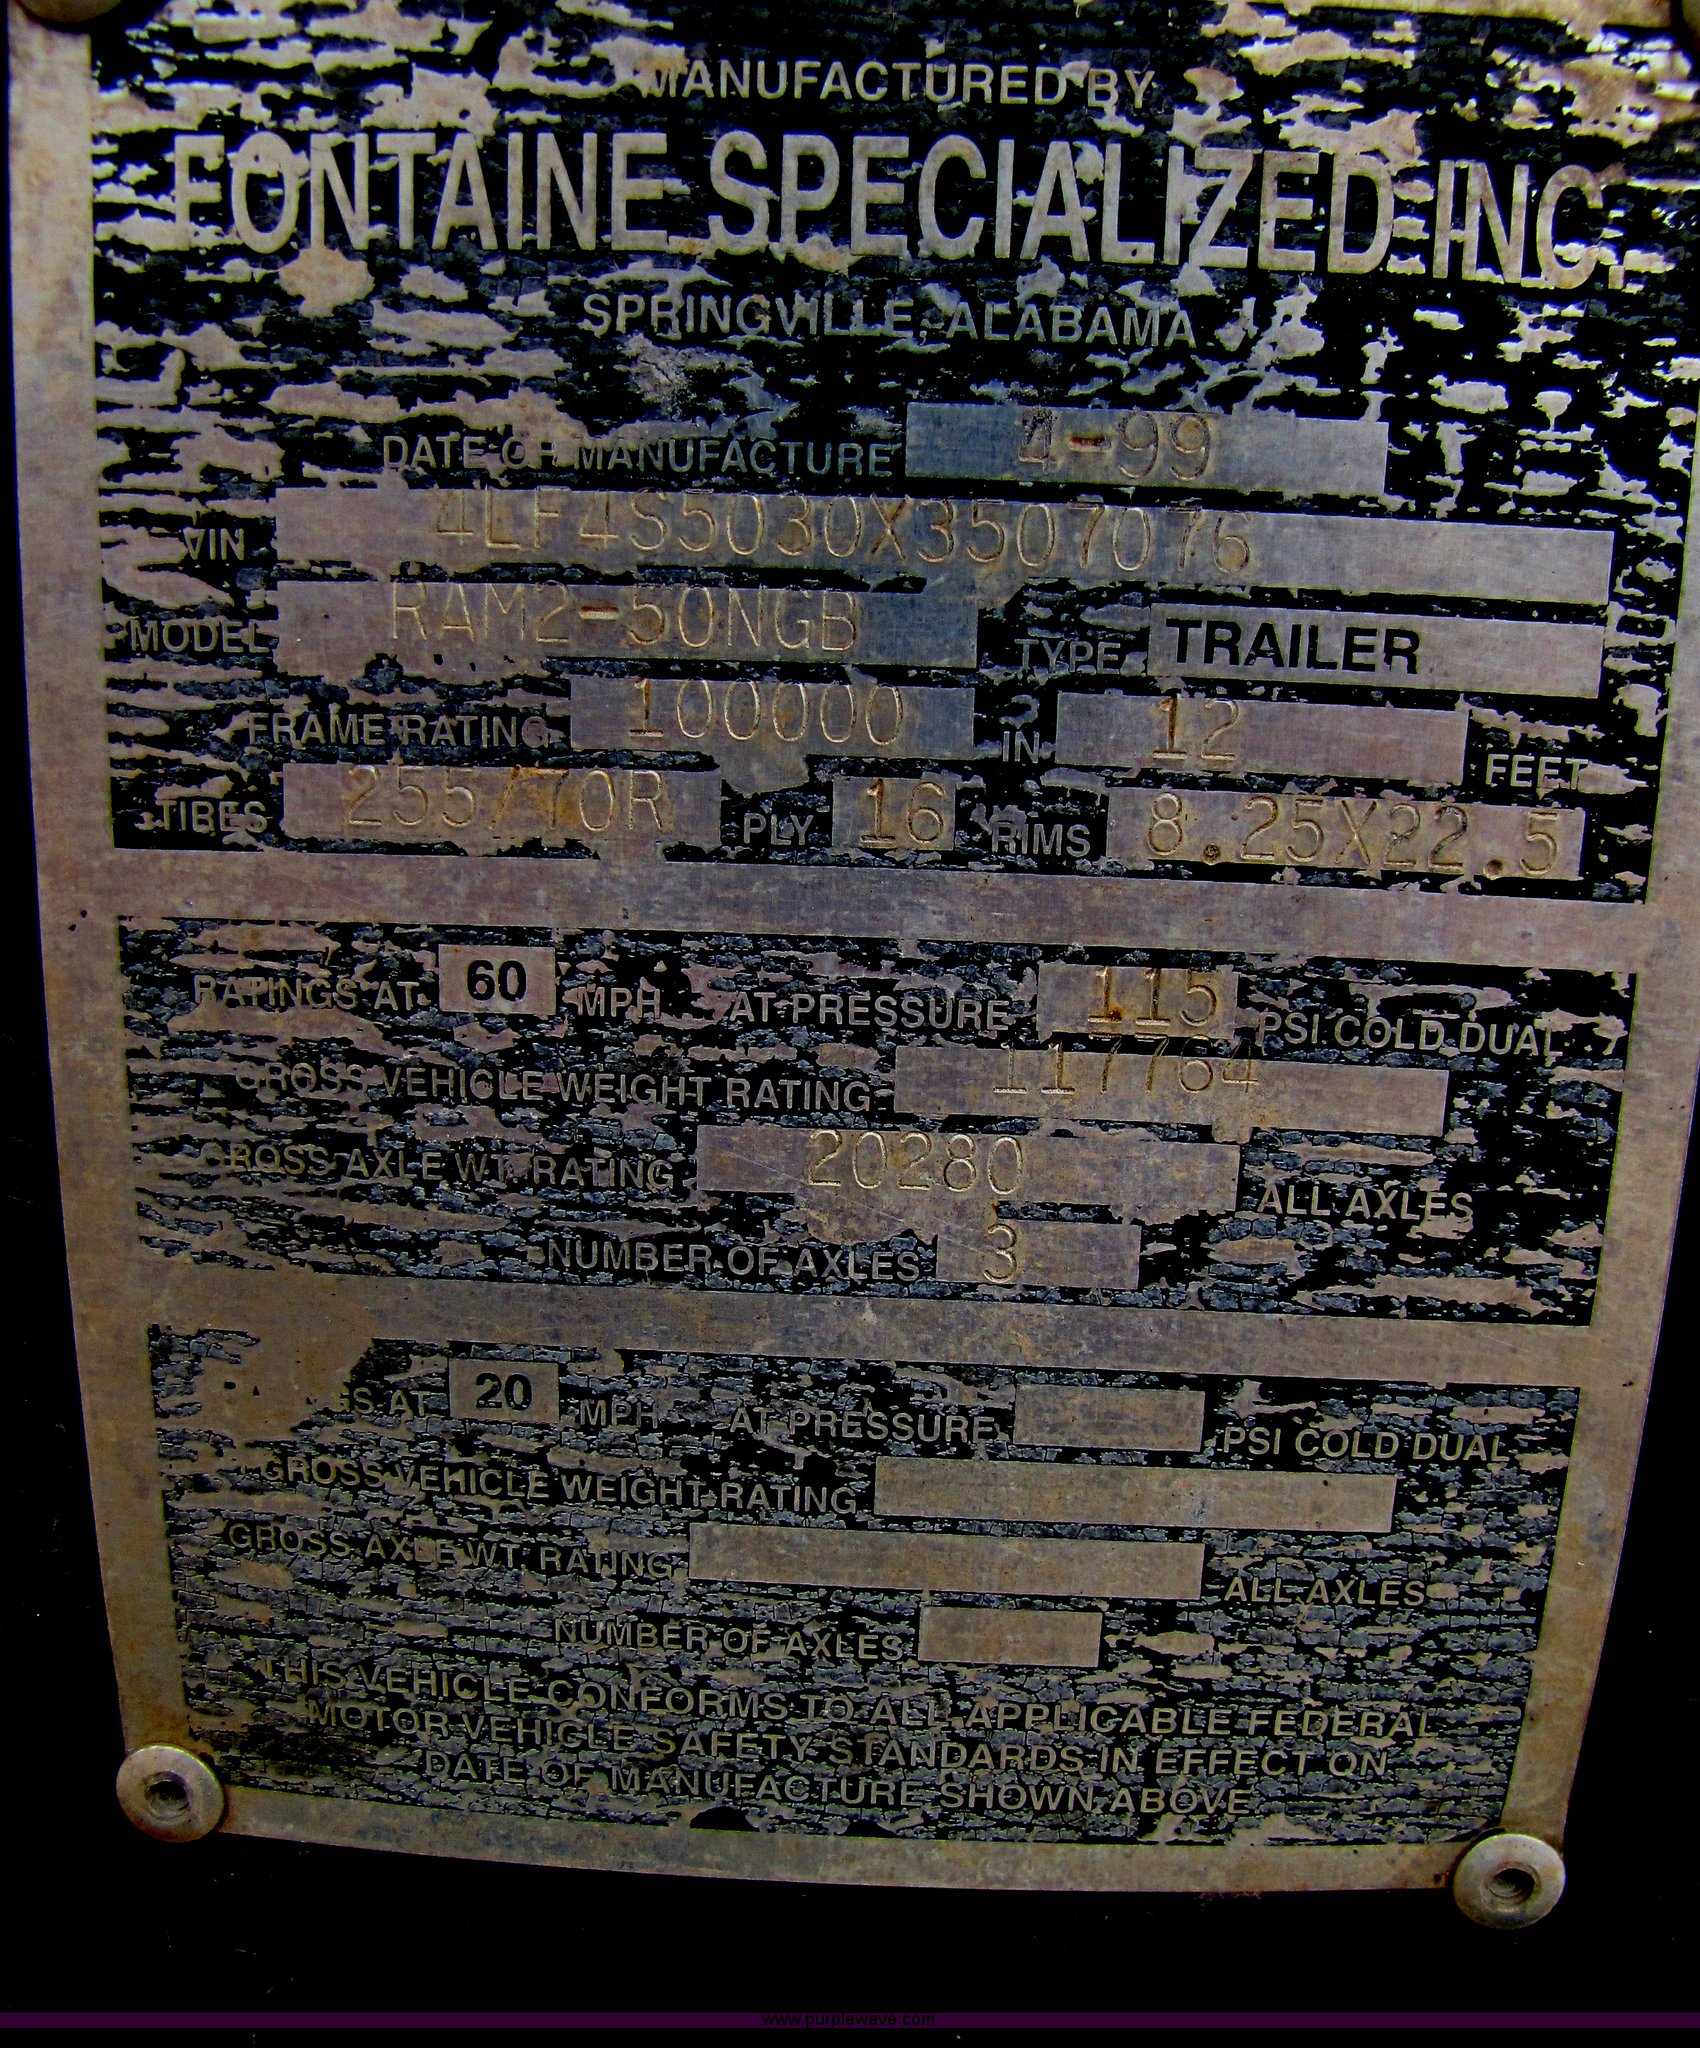 MANUFACTURED BY
FONTAINE SPECIALIZED INC.
SPRINGVILLE, ALABAMA
DATE OF MANUFACTURE 4-99
VIN 4LF4S5030X3507076
MODEL RAM2-50NGB TYPE TRAILER
FRAME RATING 100000 IN 12 FEET
TIRES 255/70R PLY 16 RIMS 8.25X22.5
RATINGS AT 60 MPH AT PRESSURE 115 PSI COLD DUAL
GROSS VEHICLE WEIGHT RATING 117764
GROSS AXLE WT. RATING 20280 ALL AXLES
NUMBER OF AXLES 3
GS AT 20 MPH AT PRESSURE PSI COLD DUAL
GROSS VEHICLE WEIGHT RATING
GROSS AXLE WT. RATING ALL AXLES
NUMBER OF AXLES
THIS VEHICLE CONFORMS TO ALL APPLICABLE FEDERAL
MOTOR VEHICLE SAFETY STANDARDS IN EFFECT ON
DATE OF MANUFACTURE SHOWN ABOVE.
www.purplewave.com